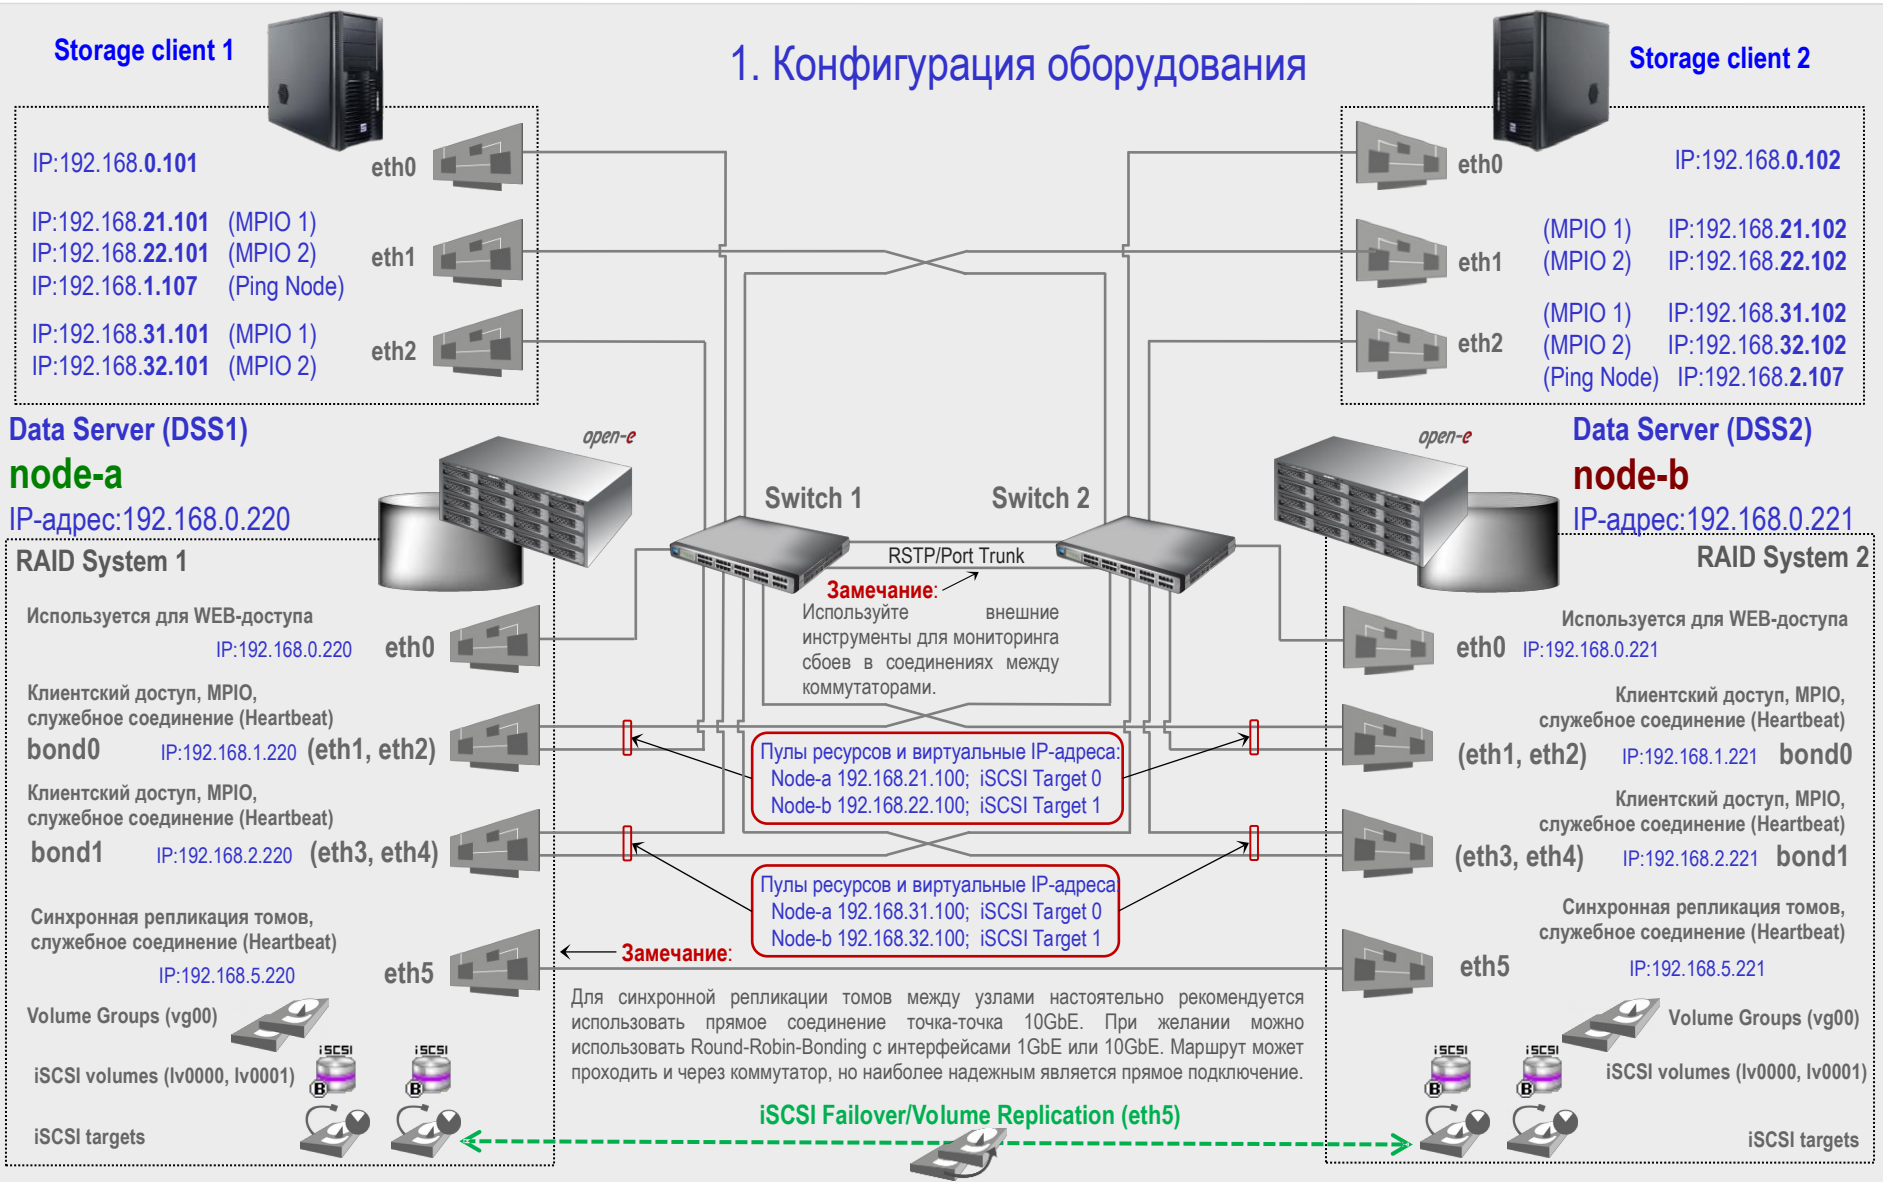 1. Конфигурация оборудования
Storage client 1
IP:192.168.0.101
eth0
IP:192.168.21.101 (MPIO 1)
IP:192.168.22.101 (MPIO 2)
IP:192.168.1.107 (Ping Node)
eth1
IP:192.168.31.101 (MPIO 1)
IP:192.168.32.101 (MPIO 2)
eth2
Storage client 2
eth0
IP:192.168.0.102
eth1
(MPIO 1) IP:192.168.21.102
(MPIO 2) IP:192.168.22.102
eth2
(MPIO 1) IP:192.168.31.102
(MPIO 2) IP:192.168.32.102
(Ping Node) IP:192.168.2.107
Data Server (DSS1)
node-a
IP-адрес:192.168.0.220
open-e
RAID System 1
Используется для WEB-доступа
IP:192.168.0.220 eth0
Клиентский доступ, MPIO,
служебное соединение (Heartbeat)
bond0 IP:192.168.1.220 (eth1, eth2)
Клиентский доступ, MPIO,
служебное соединение (Heartbeat)
bond1 IP:192.168.2.220 (eth3, eth4)
Синхронная репликация томов,
служебное соединение (Heartbeat)
IP:192.168.5.220 eth5
Volume Groups (vg00)
iSCSI volumes (lv0000, lv0001)
iSCSI
B
iSCSI
B
iSCSI targets
Switch 1
Switch 2
RSTP/Port Trunk
Замечание:
Используйте внешние
инструменты для мониторинга
сбоев в соединениях между
коммутаторами.
Пулы ресурсов и виртуальные IP-адреса:
Node-a 192.168.21.100; iSCSI Target 0
Node-b 192.168.22.100; iSCSI Target 1
Пулы ресурсов и виртуальные IP-адреса:
Node-a 192.168.31.100; iSCSI Target 0
Node-b 192.168.32.100; iSCSI Target 1
Замечание:
Для синхронной репликации томов между узлами настоятельно рекомендуется
использовать прямое соединение точка-точка 10GbE. При желании можно
использовать Round-Robin-Bonding с интерфейсами 1GbE или 10GbE. Маршрут может
проходить и через коммутатор, но наиболее надежным является прямое подключение.
iSCSI Failover/Volume Replication (eth5)
Data Server (DSS2)
node-b
IP-адрес:192.168.0.221
open-e
RAID System 2
Используется для WEB-доступа
eth0 IP:192.168.0.221
Клиентский доступ, MPIO,
служебное соединение (Heartbeat)
(eth1, eth2) IP:192.168.1.221 bond0
Клиентский доступ, MPIO,
служебное соединение (Heartbeat)
(eth3, eth4) IP:192.168.2.221 bond1
Синхронная репликация томов,
служебное соединение (Heartbeat)
eth5 IP:192.168.5.221
Volume Groups (vg00)
iSCSI
B
iSCSI
B
iSCSI volumes (lv0000, lv0001)
iSCSI targets